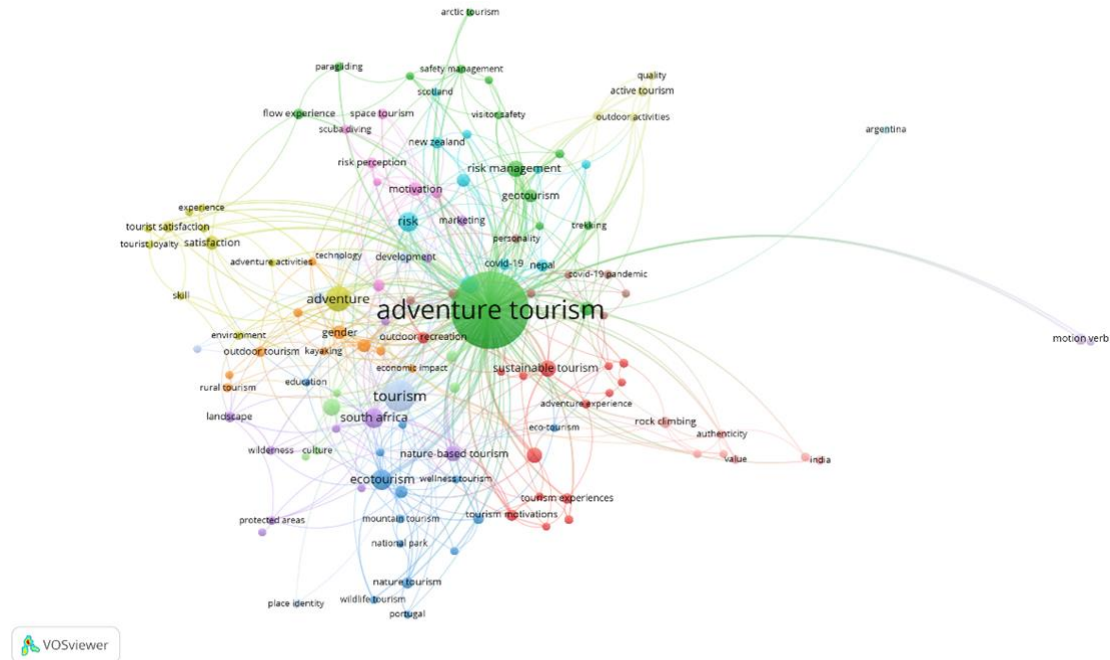 arctic tourism
paragliding
safety management
quality
scotland
active tourism
flow experience
space tourism
visitor safety
outdoor activities
scuba diving
argentina
new zealand
risk perception
risk management
motivation
geotourism
experience
risk
marketing
tourist satisfaction
trekking
tourist loyalty
satisfaction
personality
technology
development
adventure activities
covid-19
nepal
covid-19 pandemic
skill
adventure
adventure tourism
environment
gender
outdoor recreation
motion verb
outdoor tourism
kayaking
economic impact
sustainable tourism
rural tourism
education
tourism
adventure experience
landscape
south africa
rock climbing
eco-tourism
authenticity
wilderness
culture
nature-based tourism
value
india
ecotourism
wellness tourism
tourism experiences
protected areas
mountain tourism
tourism motivations
national park
nature tourism
place identity
wildlife tourism
portugal
VOSviewer